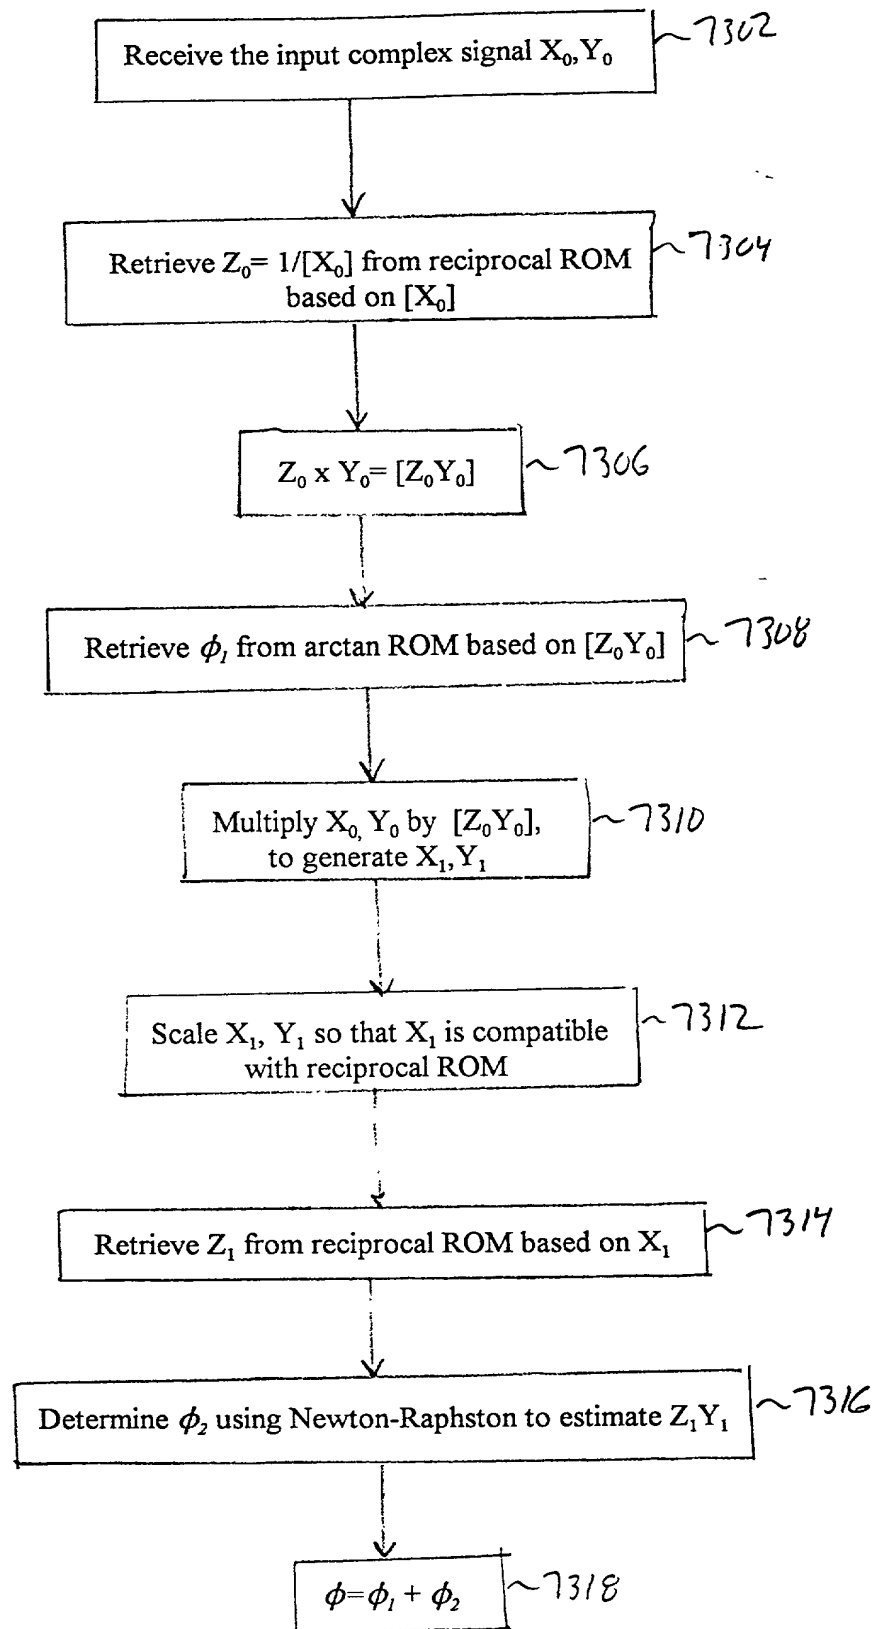 Receive the input complex signal X₀,Y₀
7302
Retrieve Z₀= 1/[X₀] from reciprocal ROM
based on [X₀]
7304
Z₀ x Y₀= [Z₀Y₀]
7306
Retrieve ϕ₁ from arctan ROM based on [Z₀Y₀]
7308
Multiply X₀, Y₀ by [Z₀Y₀],
to generate X₁,Y₁
7310
Scale X₁, Y₁ so that X₁ is compatible
with reciprocal ROM
7312
Retrieve Z₁ from reciprocal ROM based on X₁
7314
Determine ϕ₂ using Newton-Raphston to estimate Z₁Y₁
7316
ϕ=ϕ₁ + ϕ₂
7318